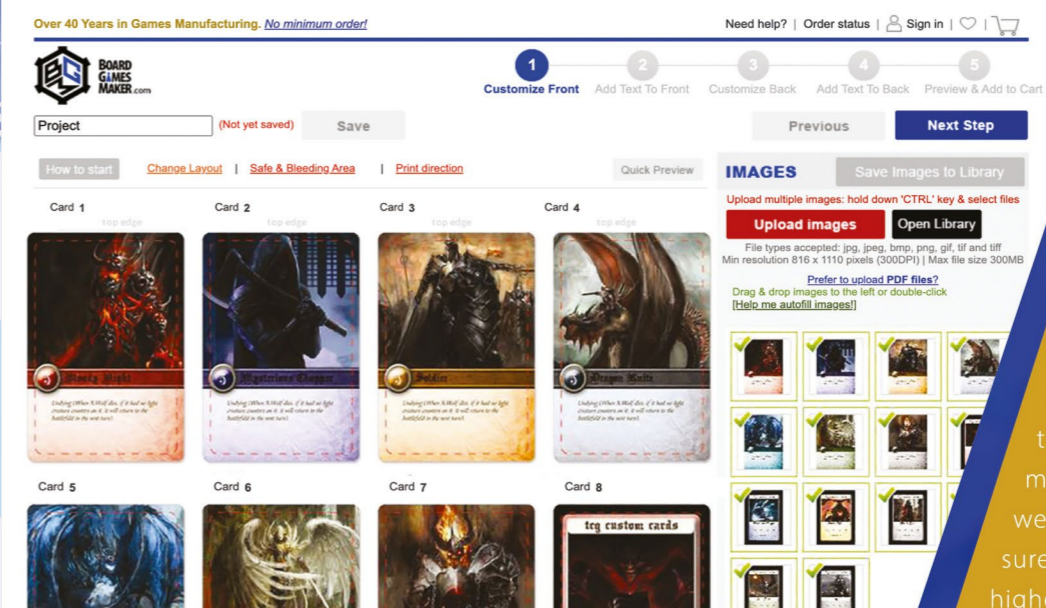 Over 40 Years in Games Manufacturing. No minimum order!
Need help? | Order status | Sign in | |
BOARD
GAMES
MAKER.com
1 2 3 4 5
Customize Front Add Text To Front Customize Back Add Text To Back Preview & Add to Cart
Project (Not yet saved) Save Previous Next Step
How to start Change Layout | Safe & Bleeding Area | Print direction Quick Preview
IMAGES Save Images to Library
Upload multiple images: hold down 'CTRL' key & select files
Upload images Open Library
File types accepted: jpg, jpeg, bmp, png, gif, tif and tiff
Min resolution 816 x 1110 pixels (300DPI) | Max file size 300MB
Prefer to upload PDF files?
Drag & drop images to the left or double-click
[Help me autofill images!]
Card 1 Card 2 Card 3 Card 4
top edge top edge top edge top edge
Bloody Might Mysterious Chopper Soldier Dragon Knite
Card 5 Card 6 Card 7 Card 8
tcg custom cards
t
m
we
sure
high